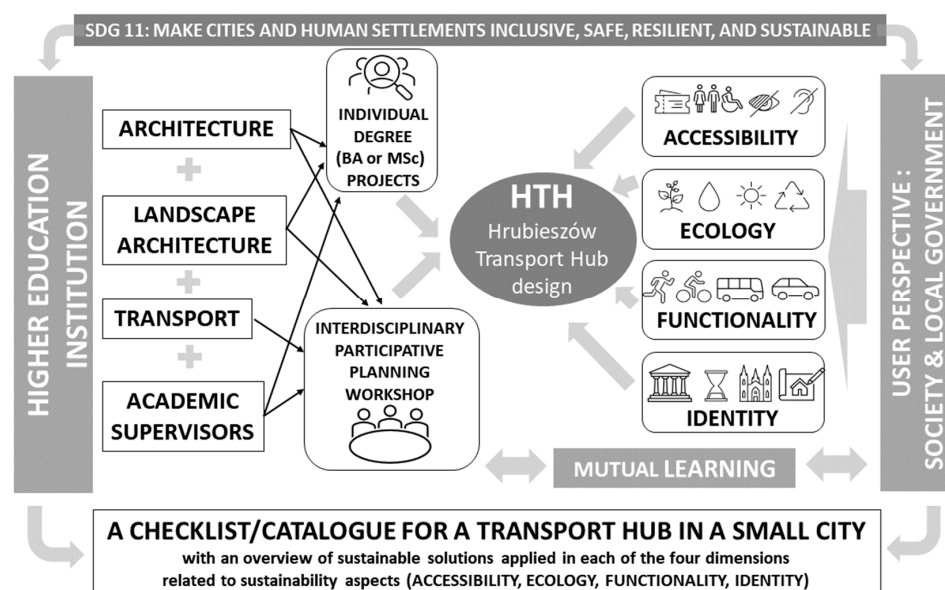 SDG 11: MAKE CITIES AND HUMAN SETTLEMENTS INCLUSIVE, SAFE, RESILIENT, AND SUSTAINABLE
HIGHER EDUCATION
INSTITUTION
ARCHITECTURE
LANDSCAPE
ARCHITECTURE
TRANSPORT
ACADEMIC
SUPERVISORS
INDIVIDUAL
DEGREE
(BA or MSc)
PROJECTS
INTERDISCIPLINARY
PARTICIPATIVE
PLANNING
WORKSHOP
HTH
Hrubieszów
Transport Hub
design
ACCESSIBILITY
ECOLOGY
FUNCTIONALITY
IDENTITY
MUTUAL LEARNING
USER PERSPECTIVE :
SOCIETY & LOCAL GOVERNMENT
A CHECKLIST/CATALOGUE FOR A TRANSPORT HUB IN A SMALL CITY
with an overview of sustainable solutions applied in each of the four dimensions
related to sustainability aspects (ACCESSIBILITY, ECOLOGY, FUNCTIONALITY, IDENTITY)